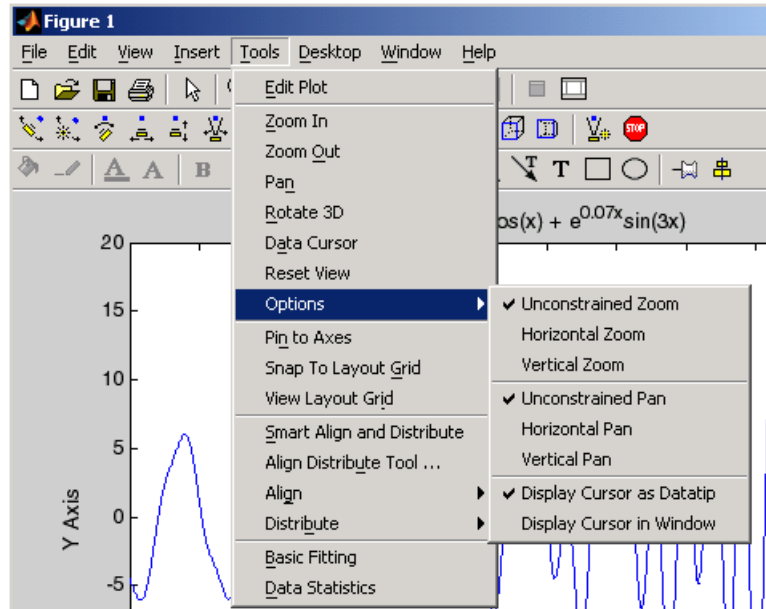 Figure 1
File Edit View Insert Tools Desktop Window Help
STOP
A A B T T
Edit Plot
Zoom In
Zoom Out
Pan
Rotate 3D
Data Cursor
Reset View
Options
Pin to Axes
Snap To Layout Grid
View Layout Grid
Smart Align and Distribute
Align Distribute Tool ...
Align
Distribute
Basic Fitting
Data Statistics
Unconstrained Zoom
Horizontal Zoom
Vertical Zoom
Unconstrained Pan
Horizontal Pan
Vertical Pan
Display Cursor as Datatip
Display Cursor in Window
os(x) + e^0.07x sin(3x)
20
15
10
5
0
-5
Y Axis